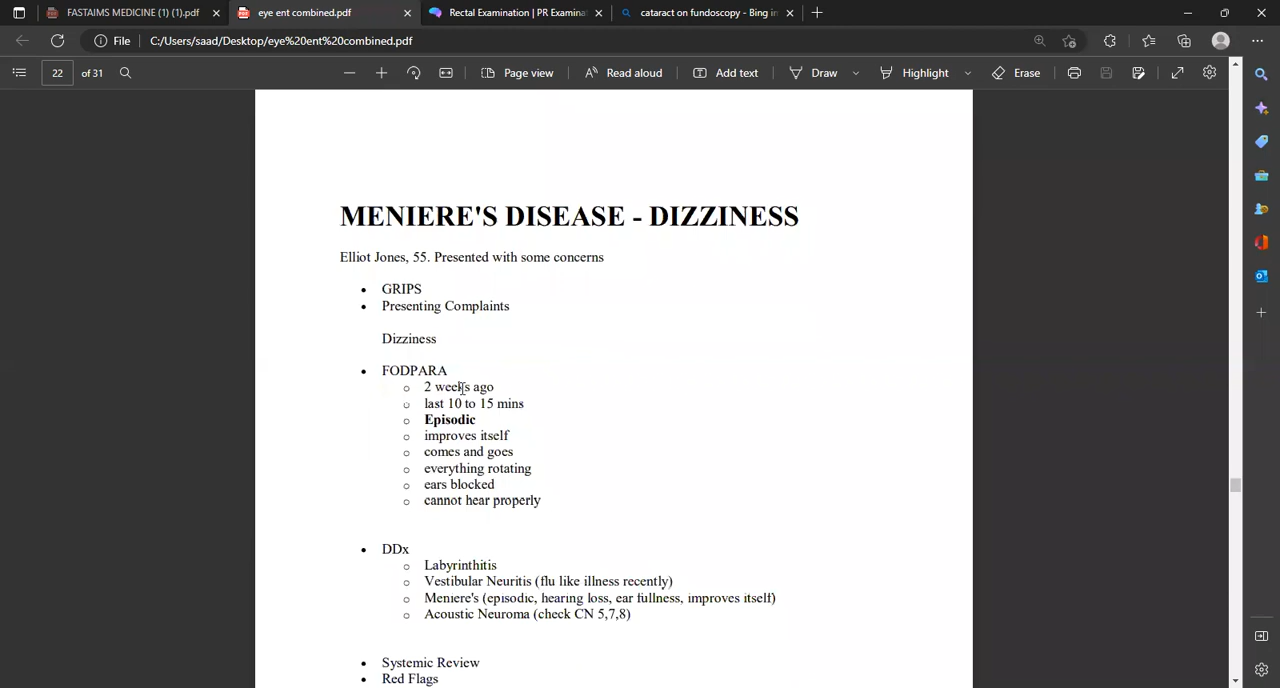 FASTAIMS MEDICINE (1) (1).pdf
eye ent combined.pdf
Rectal Examination | PR Examina
cataract on fundoscopy - Bing im
File
C:/Users/saad/Desktop/eye%20ent%20combined.pdf
22 of 31
Page view
Read aloud
Add text
Draw
Highlight
Erase
MENIERE'S DISEASE - DIZZINESS
Elliot Jones, 55. Presented with some concerns
• GRIPS
• Presenting Complaints
Dizziness
• FODPARA
o 2 weeks ago
o last 10 to 15 mins
o Episodic
o improves itself
o comes and goes
o everything rotating
o ears blocked
o cannot hear properly
• DDx
o Labyrinthitis
o Vestibular Neuritis (flu like illness recently)
o Meniere's (episodic, hearing loss, ear fullness, improves itself)
o Acoustic Neuroma (check CN 5,7,8)
• Systemic Review
• Red Flags